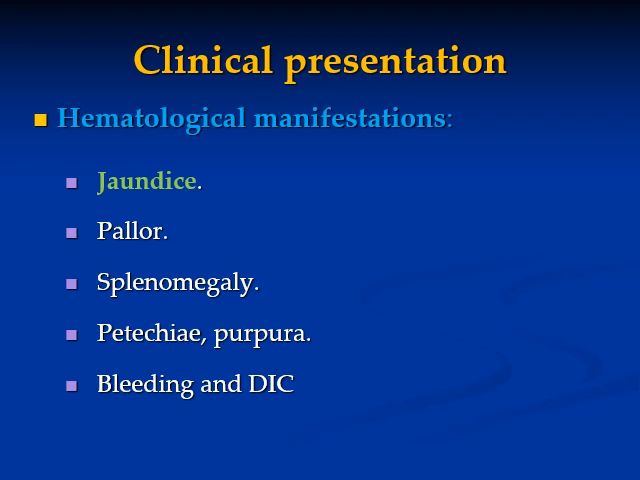 Clinical presentation
Hematological manifestations:
Jaundice.
Pallor.
Splenomegaly.
Petechiae, purpura.
Bleeding and DIC